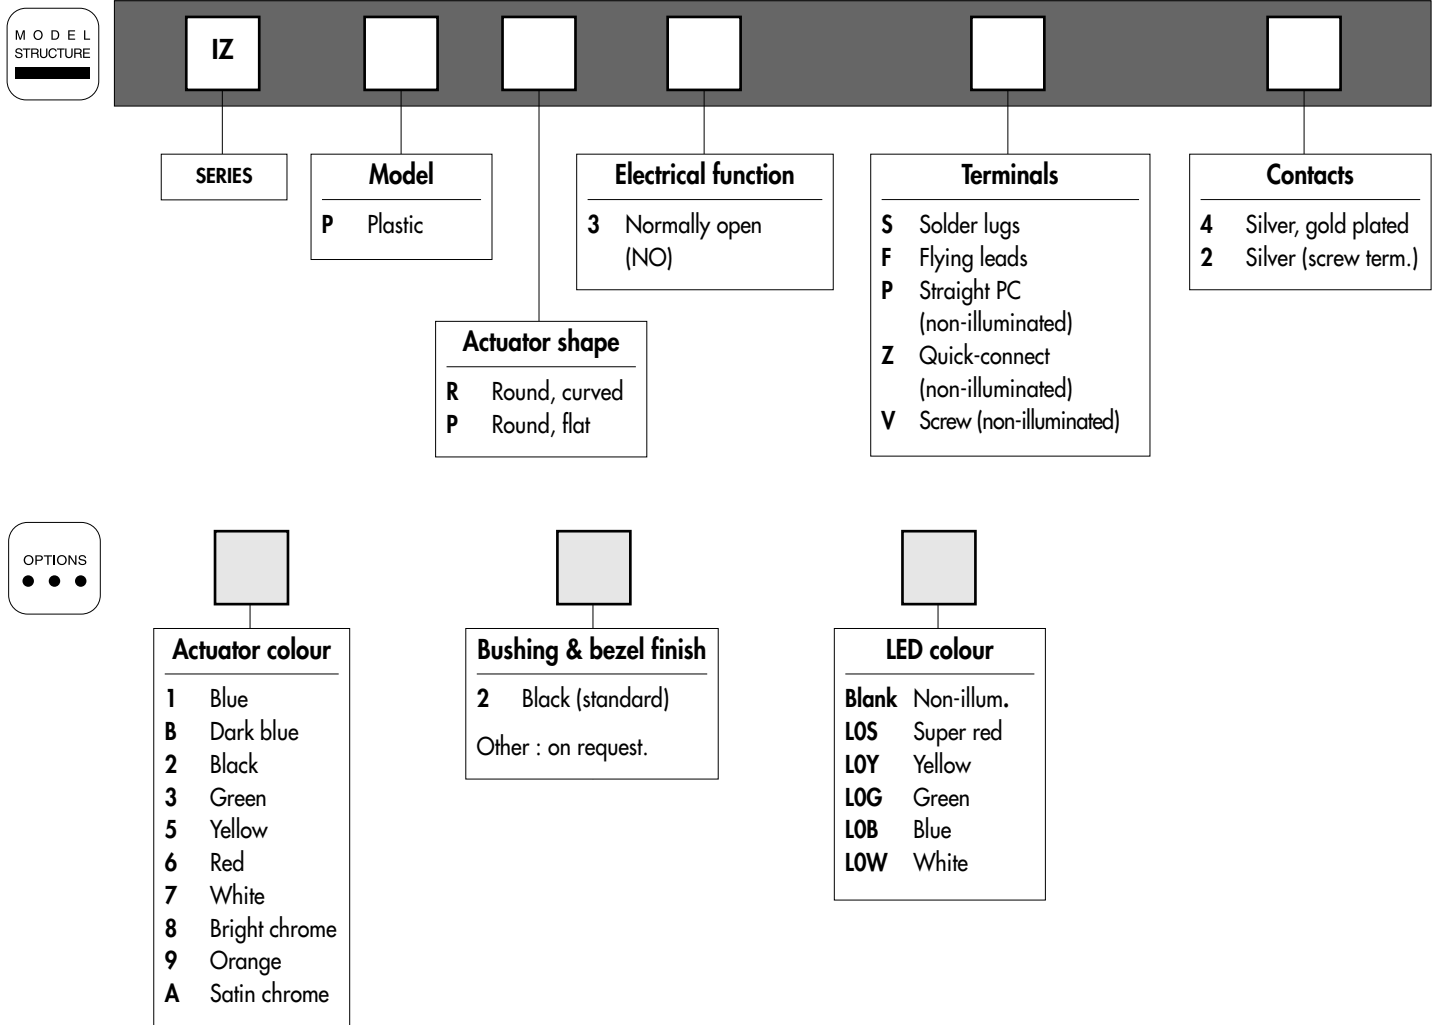 MODEL
STRUCTURE
IZ
SERIES
Model
P Plastic
Actuator shape
R Round, curved
P Round, flat
Electrical function
3 Normally open
(NO)
Terminals
S Solder lugs
F Flying leads
P Straight PC
(non-illuminated)
Z Quick-connect
(non-illuminated)
V Screw (non-illuminated)
Contacts
4 Silver, gold plated
2 Silver (screw term.)
OPTIONS
Actuator colour
1 Blue
B Dark blue
2 Black
3 Green
5 Yellow
6 Red
7 White
8 Bright chrome
9 Orange
A Satin chrome
Bushing & bezel finish
2 Black (standard)
Other : on request.
LED colour
Blank Non-illum.
L0S Super red
L0Y Yellow
L0G Green
L0B Blue
L0W White